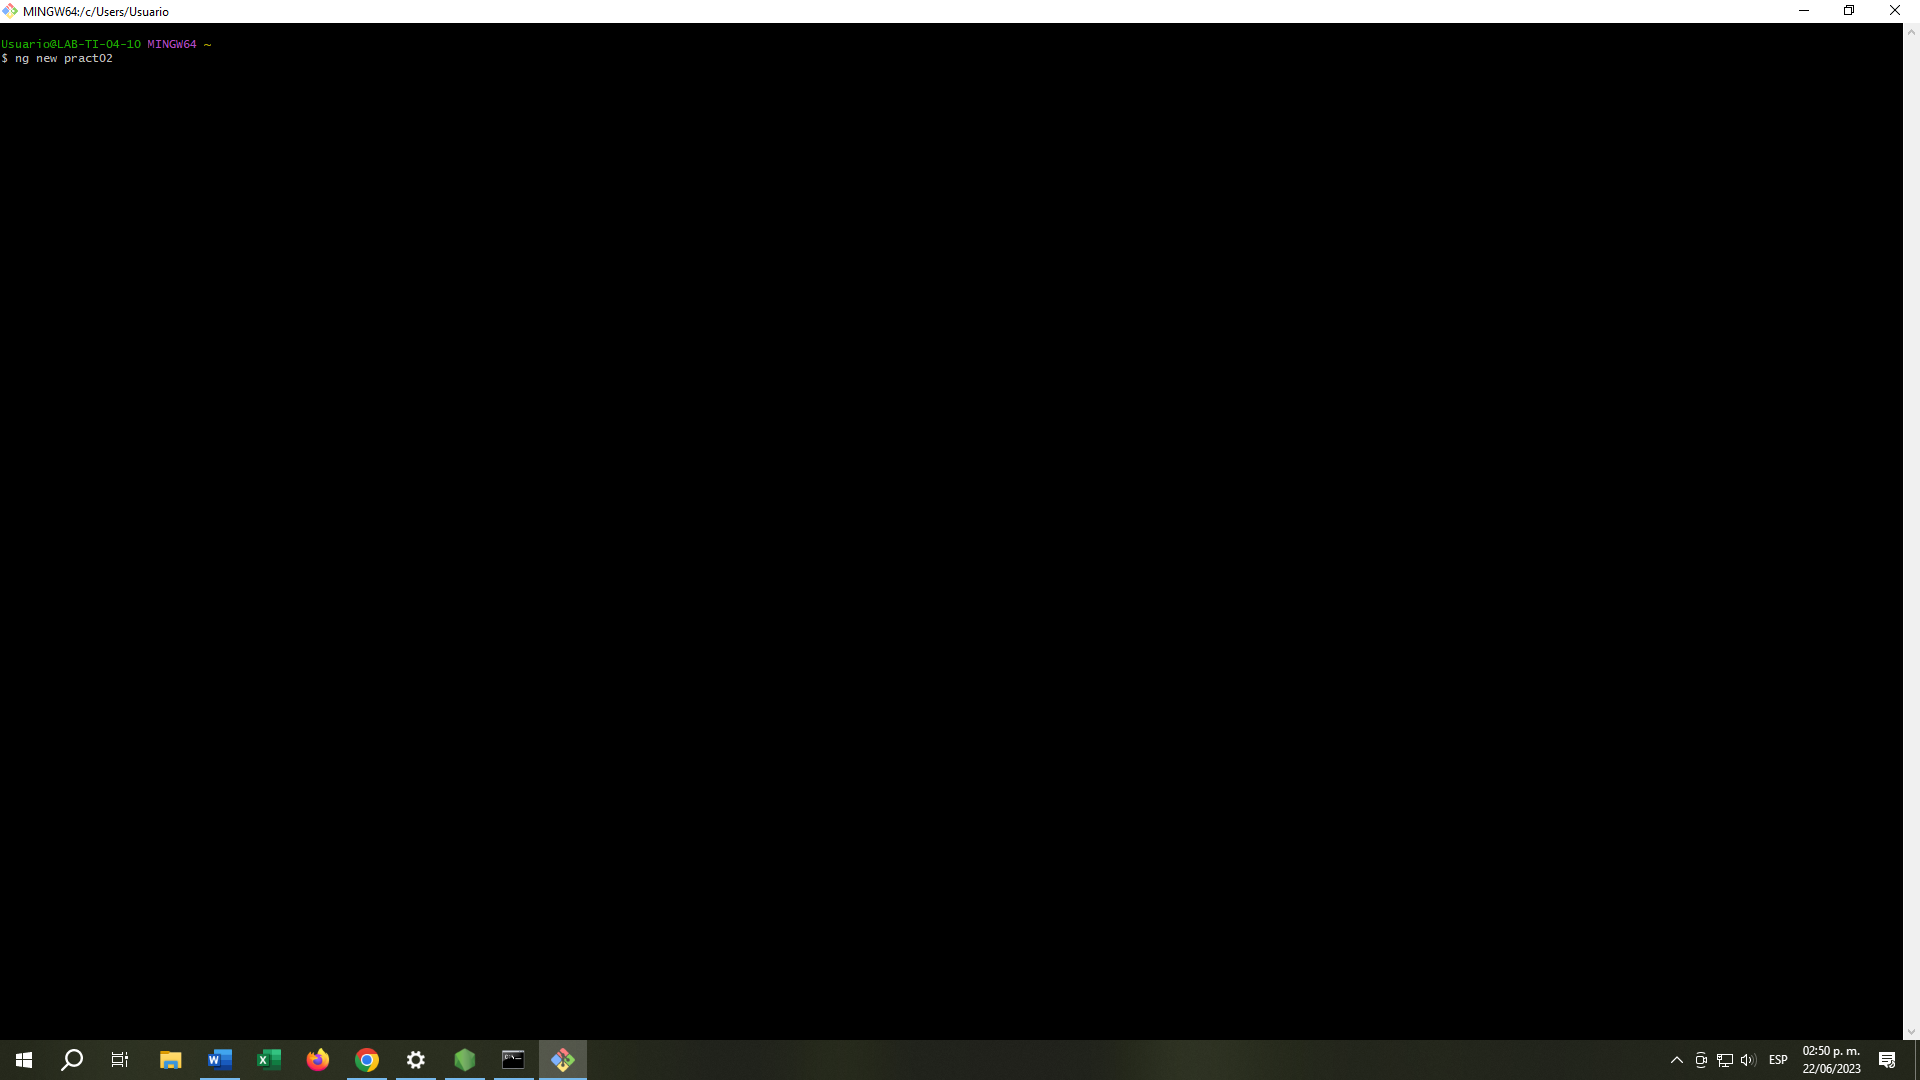 MINGW64:/c/Users/Usuario
Usuario@LAB-TI-04-10 MINGW64 ~
$ ng new pract02
ESP
02:50 p. m.
22/06/2023